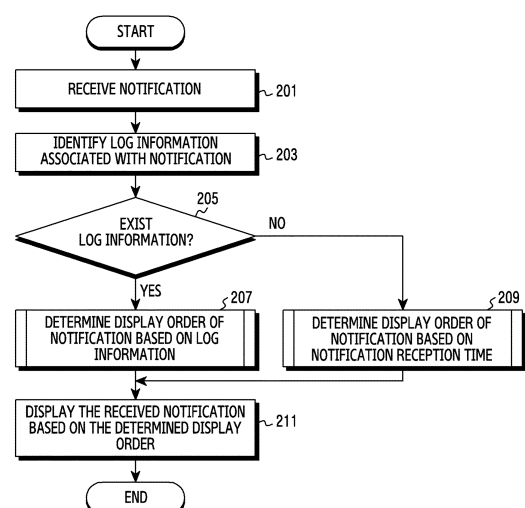 START
RECEIVE NOTIFICATION
201
IDENTIFY LOG INFORMATION
ASSOCIATED WITH NOTIFICATION
203
205
EXIST
LOG INFORMATION?
NO
YES
207
DETERMINE DISPLAY ORDER OF
NOTIFICATION BASED ON LOG
INFORMATION
209
DETERMINE DISPLAY ORDER OF
NOTIFICATION BASED ON
NOTIFICATION RECEPTION TIME
DISPLAY THE RECEIVED NOTIFICATION
BASED ON THE DETERMINED DISPLAY
ORDER
211
END